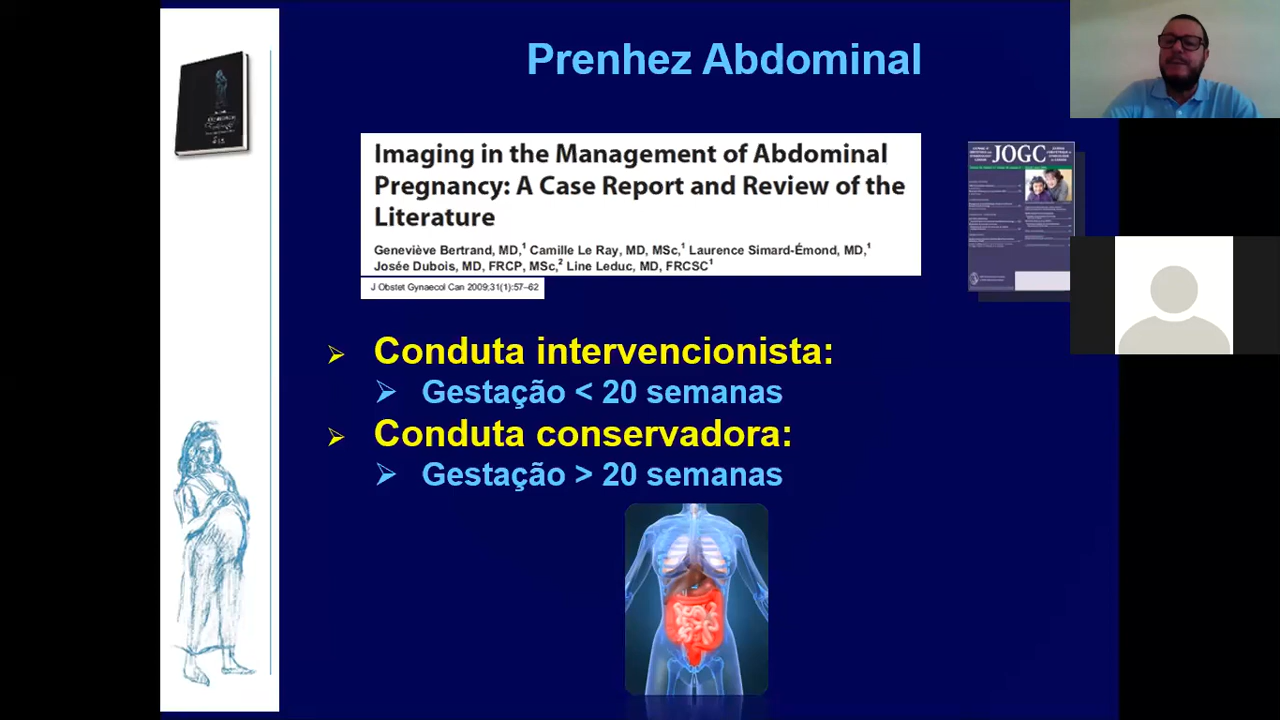 Prenhez Abdominal
Imaging in the Management of Abdominal
Pregnancy: A Case Report and Review of the
Literature
Geneviève Bertrand, MD,¹ Camille Le Ray, MD, MSc,¹ Laurence Simard-Émond, MD,¹
Josée Dubois, MD, FRCP, MSc,² Line Leduc, MD, FRCSC¹
J Obstet Gynaecol Can 2009;31(1):57–62
JOGC
➢ Conduta intervencionista:
➢ Gestação < 20 semanas
➢ Conduta conservadora:
➢ Gestação > 20 semanas